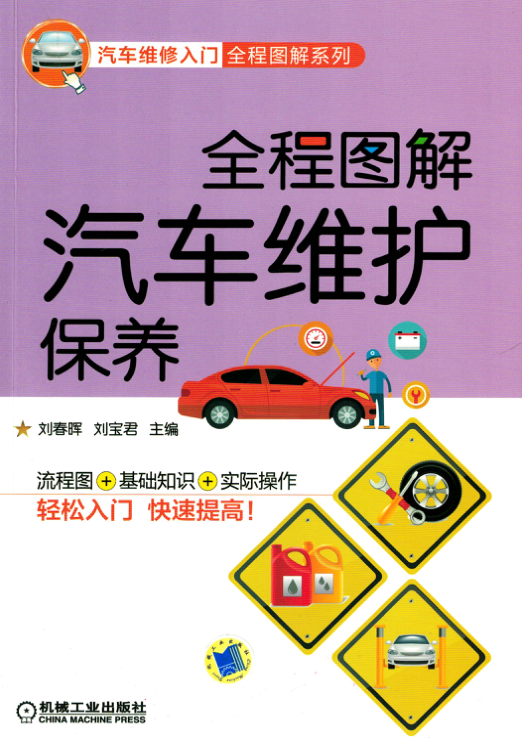 汽车维修入门 全程图解系列
全程图解
汽车维护
保养
刘春晖 刘宝君 主编
流程图+基础知识+实际操作
轻松入门 快速提高!
机械工业出版社
CHINA MACHINE PRESS